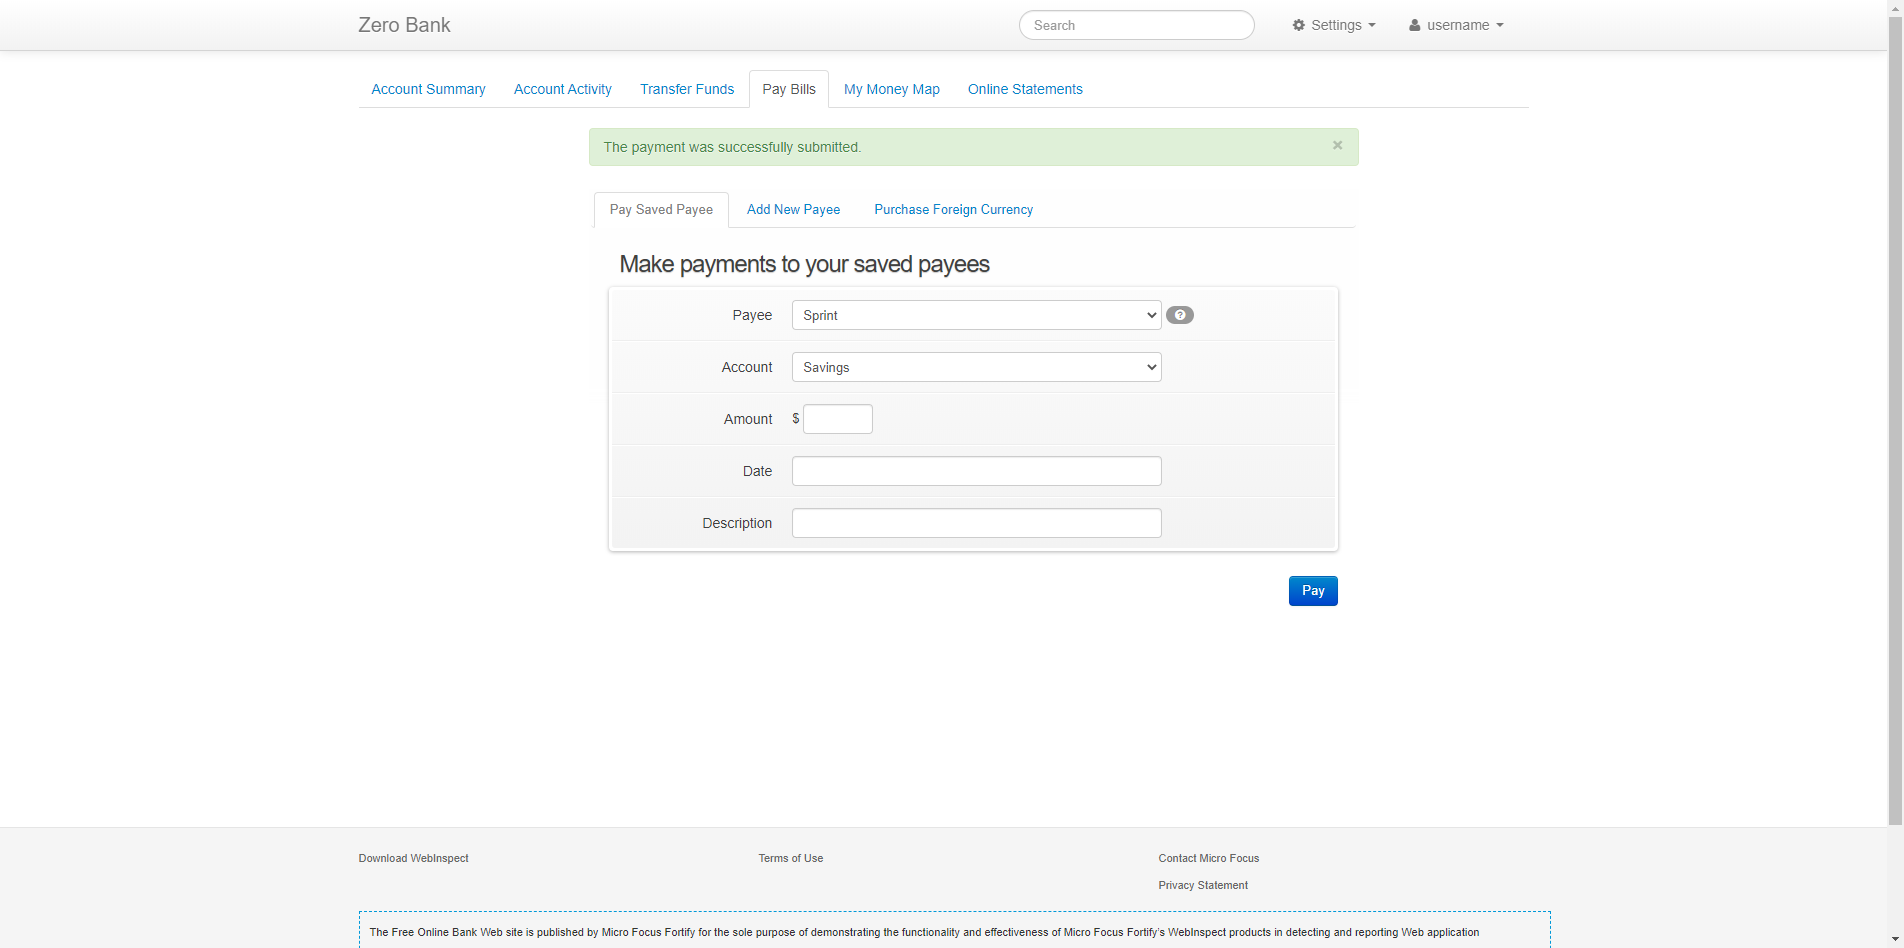 Zero Bank
Search
Settings
username
Account Summary
Account Activity
Transfer Funds
Pay Bills
My Money Map
Online Statements
The payment was successfully submitted.
×
Pay Saved Payee
Add New Payee
Purchase Foreign Currency
Make payments to your saved payees
Payee
Sprint
?
Account
Savings
Amount
$
Date
Description
Pay
Download WebInspect
Terms of Use
Contact Micro Focus
Privacy Statement
The Free Online Bank Web site is published by Micro Focus Fortify for the sole purpose of demonstrating the functionality and effectiveness of Micro Focus Fortify's WebInspect products in detecting and reporting Web application